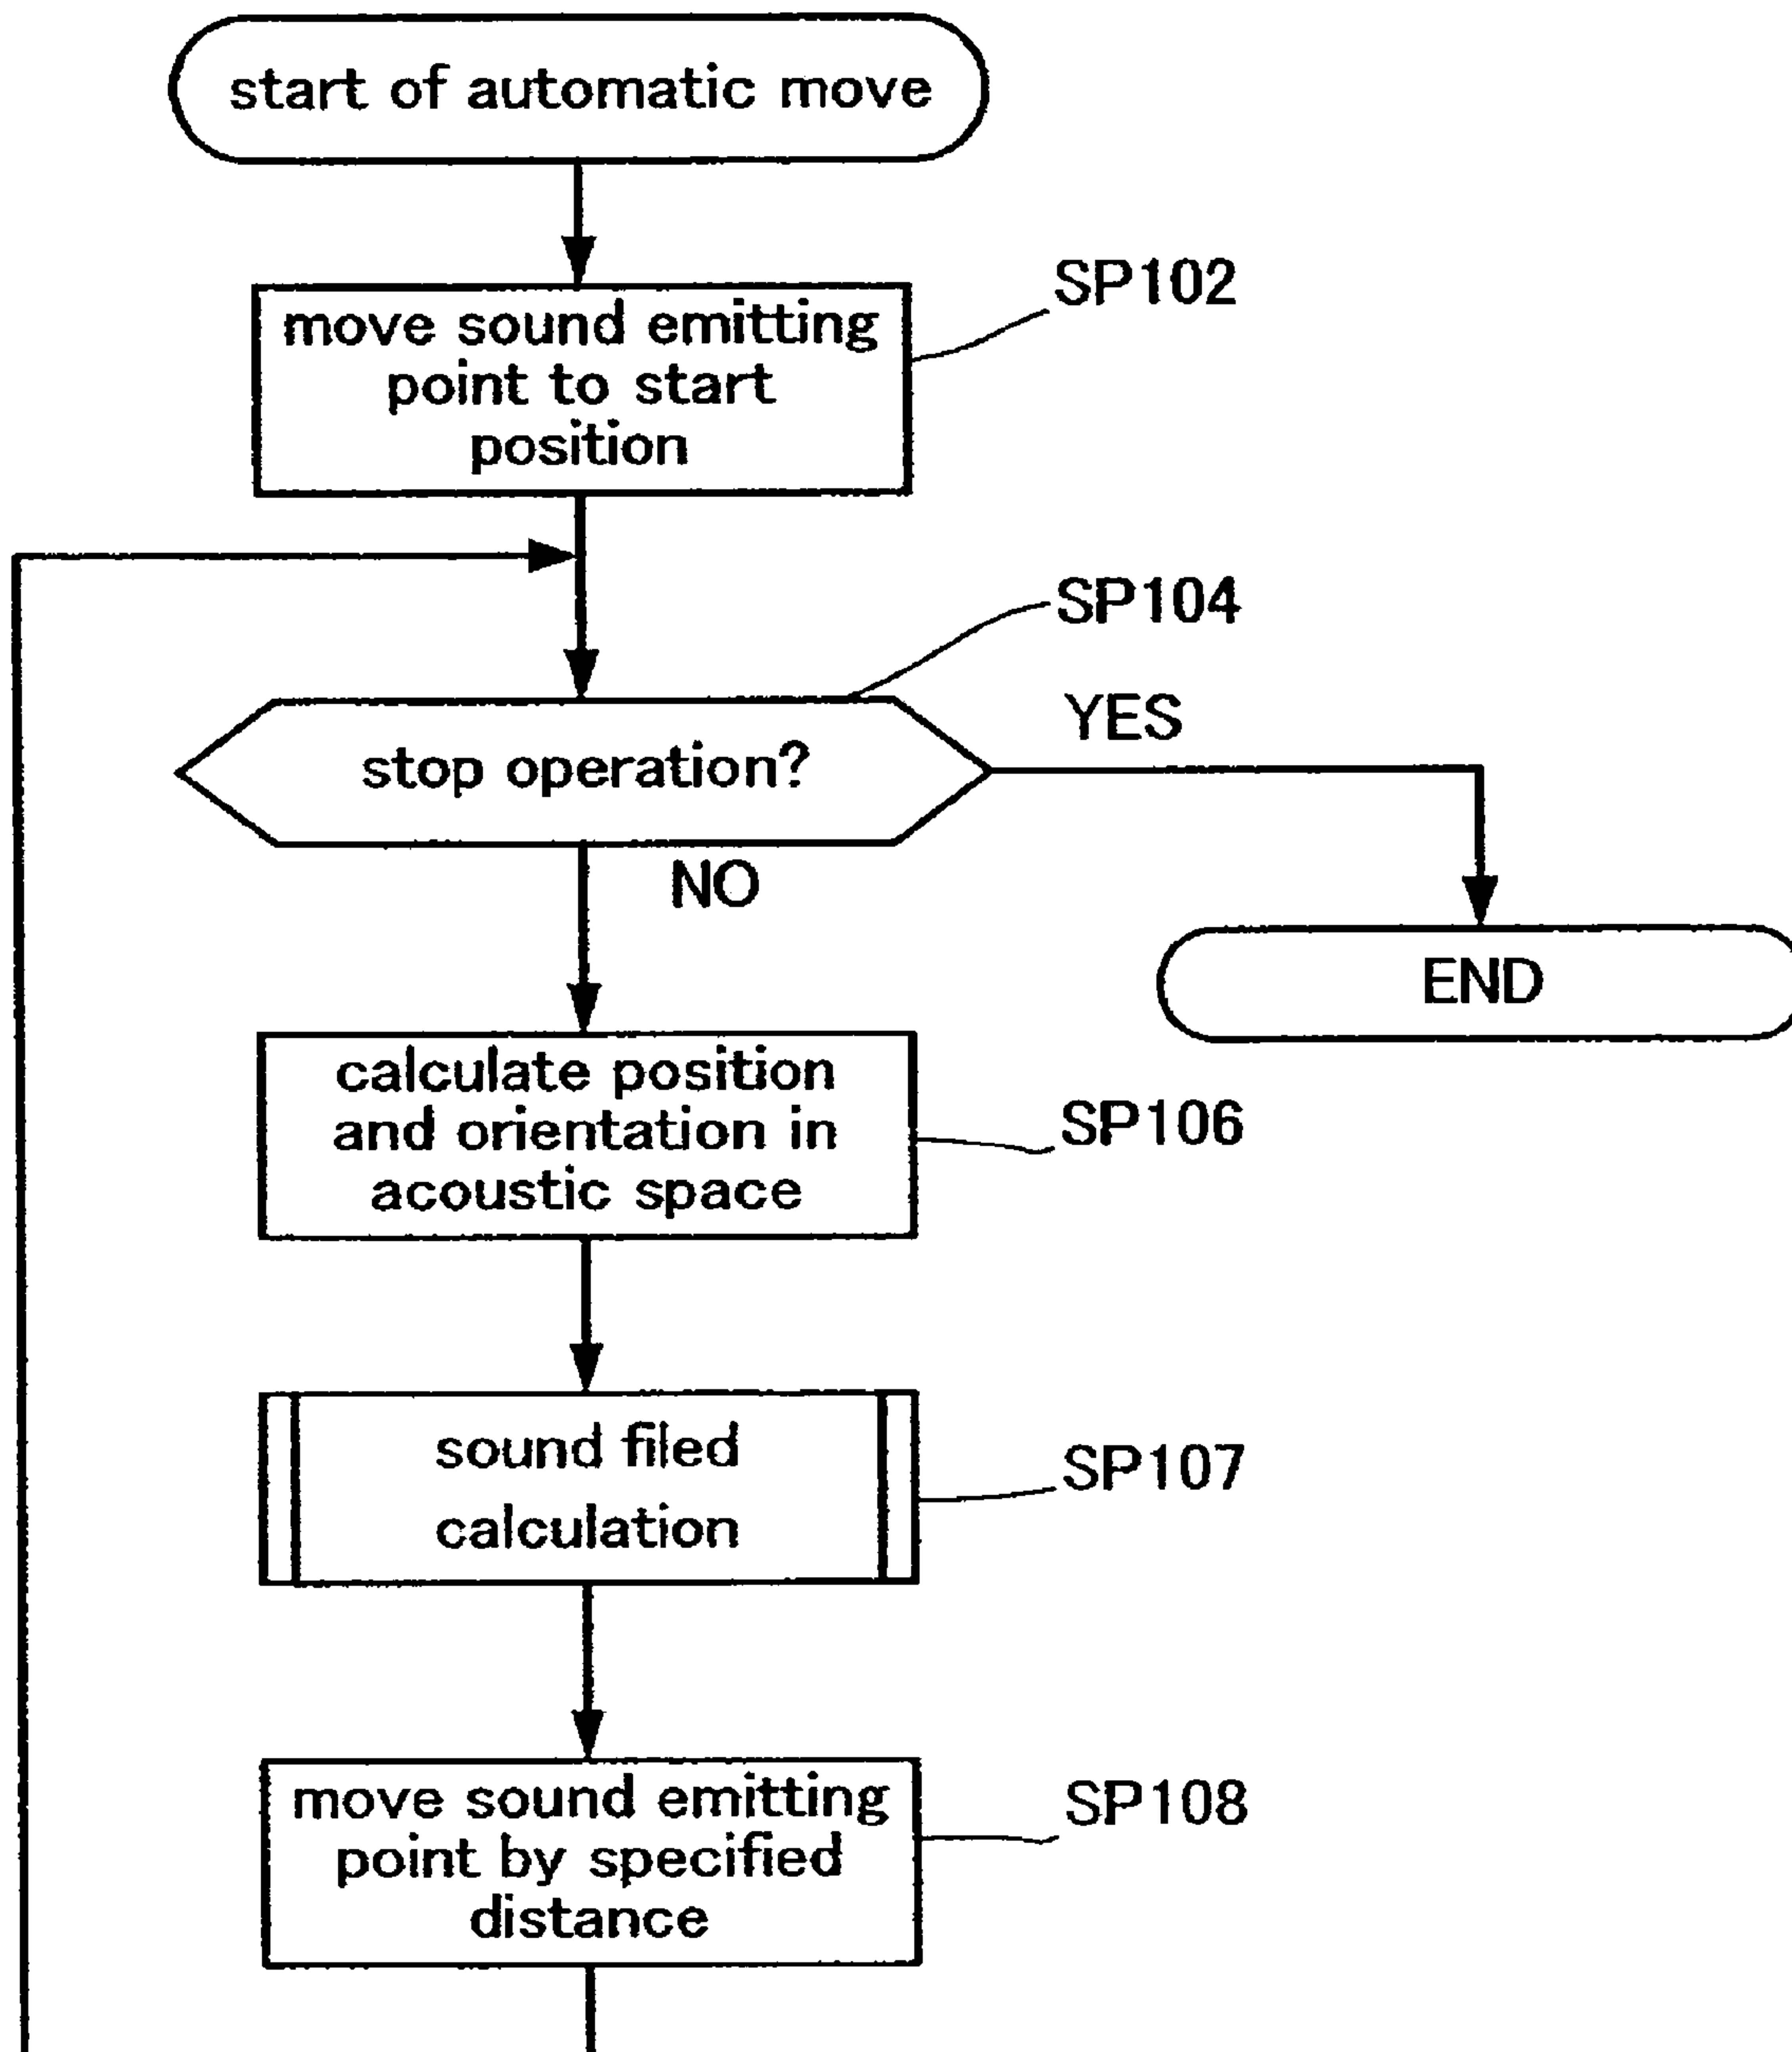 start of automatic move
SP102
move sound emitting
point to start
position
SP104
stop operation?
YES
NO
END
calculate position
and orientation in
acoustic space
SP106
sound filed
calculation
SP107
move sound emitting
point by specified
distance
SP108